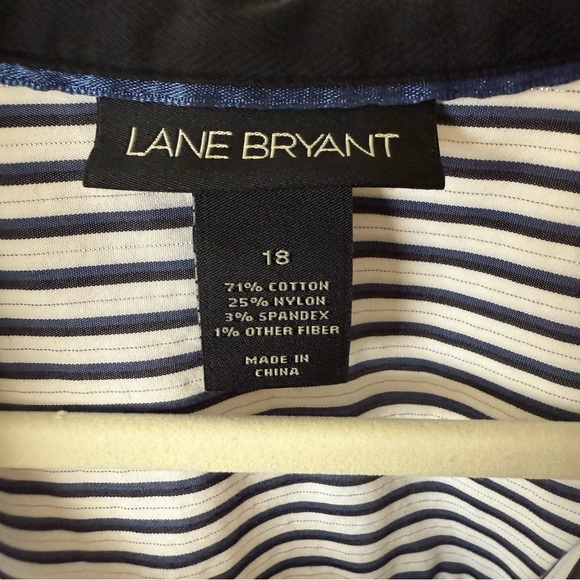 LANE BRYANT
18
71% COTTON
25% NYLON
3% SPANDEX
1% OTHER FIBER
MADE IN
CHINA